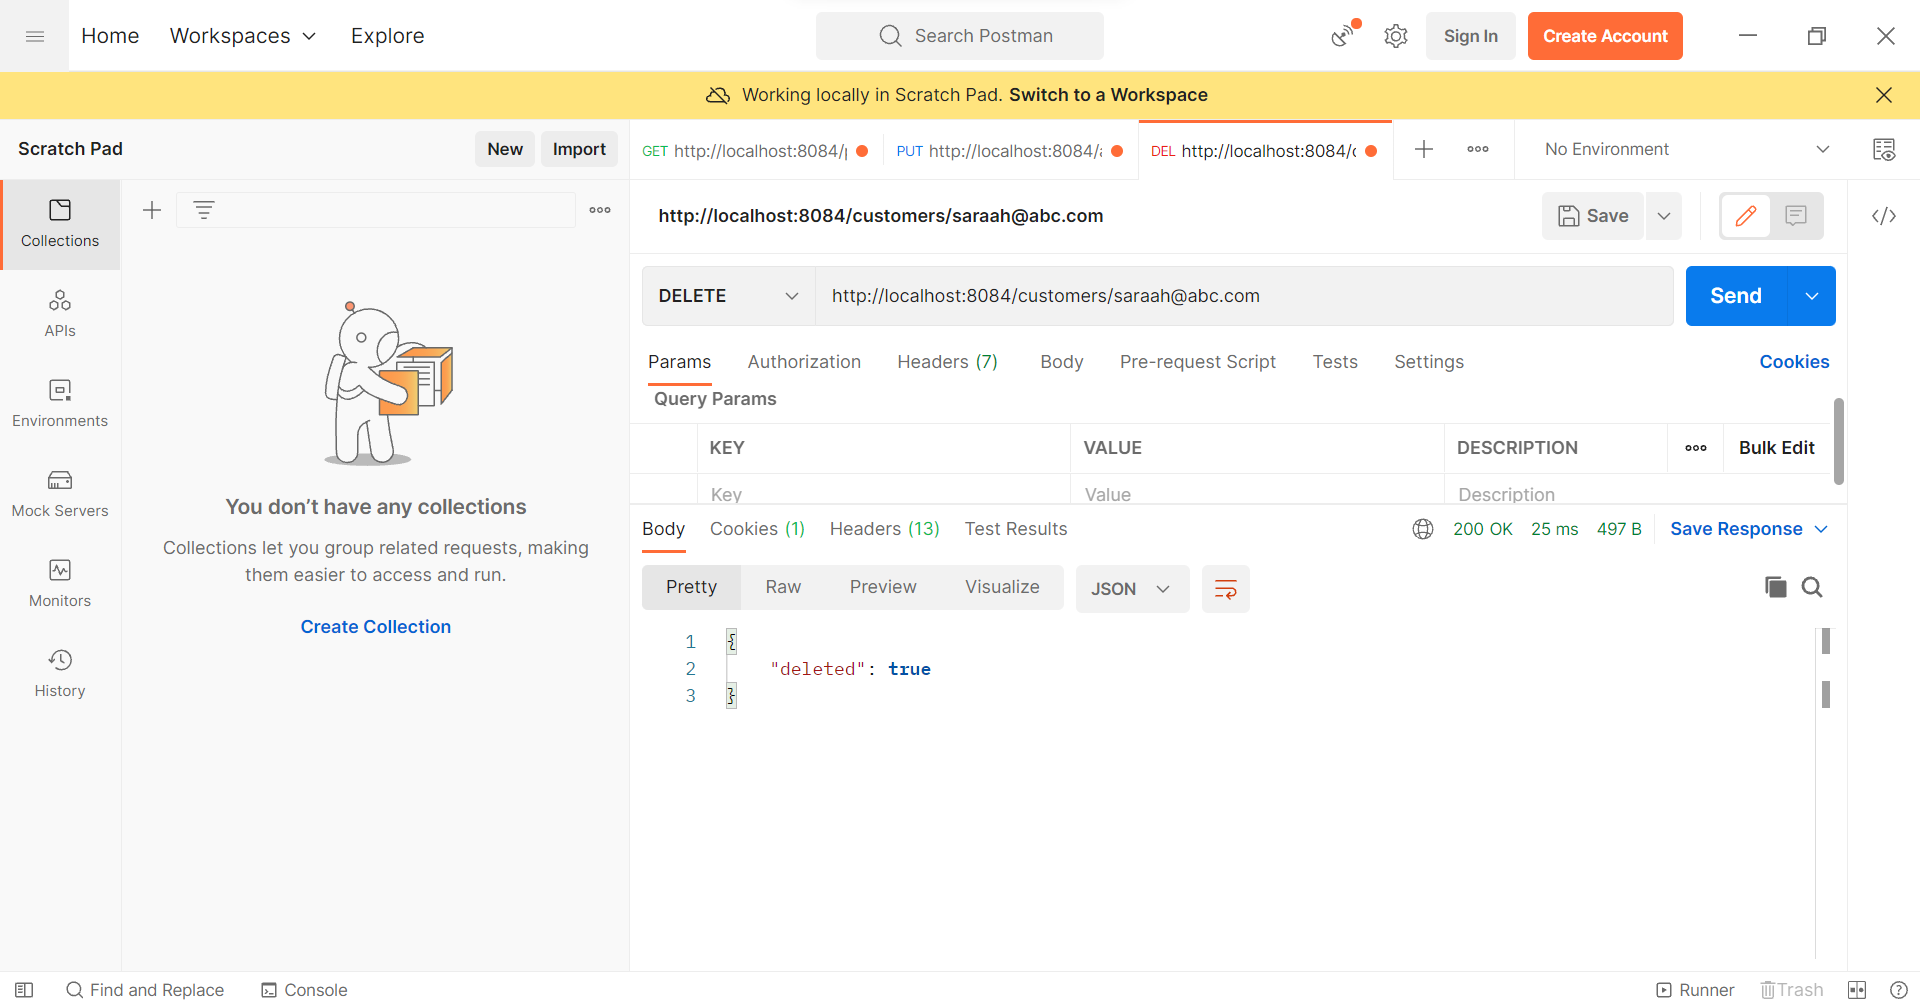 Home Workspaces Explore Search Postman Sign In Create Account
Working locally in Scratch Pad. Switch to a Workspace
Scratch Pad New Import
GET http://localhost:8084/ PUT http://localhost:8084/ DEL http://localhost:8084/ No Environment
http://localhost:8084/customers/saraah@abc.com Save
Collections
APIs
Environments
Mock Servers
Monitors
History
You don’t have any collections
Collections let you group related requests, making
them easier to access and run.
Create Collection
DELETE http://localhost:8084/customers/saraah@abc.com Send
Params Authorization Headers (7) Body Pre-request Script Tests Settings Cookies
Query Params
KEY VALUE DESCRIPTION Bulk Edit
Key Value Description
Body Cookies (1) Headers (13) Test Results 200 OK 25 ms 497 B Save Response
Pretty Raw Preview Visualize JSON
1 {
2 "deleted": true
3 }
Find and Replace Console Runner Trash